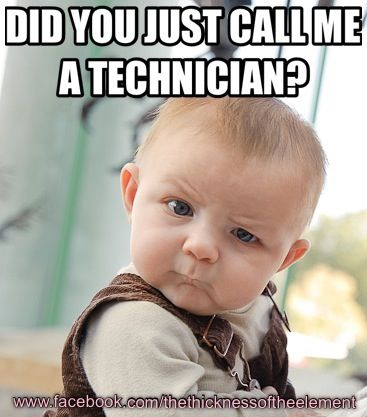 DID YOU JUST CALL ME
A TECHNICIAN?
www.facebook.com/thethicknessoftheelement